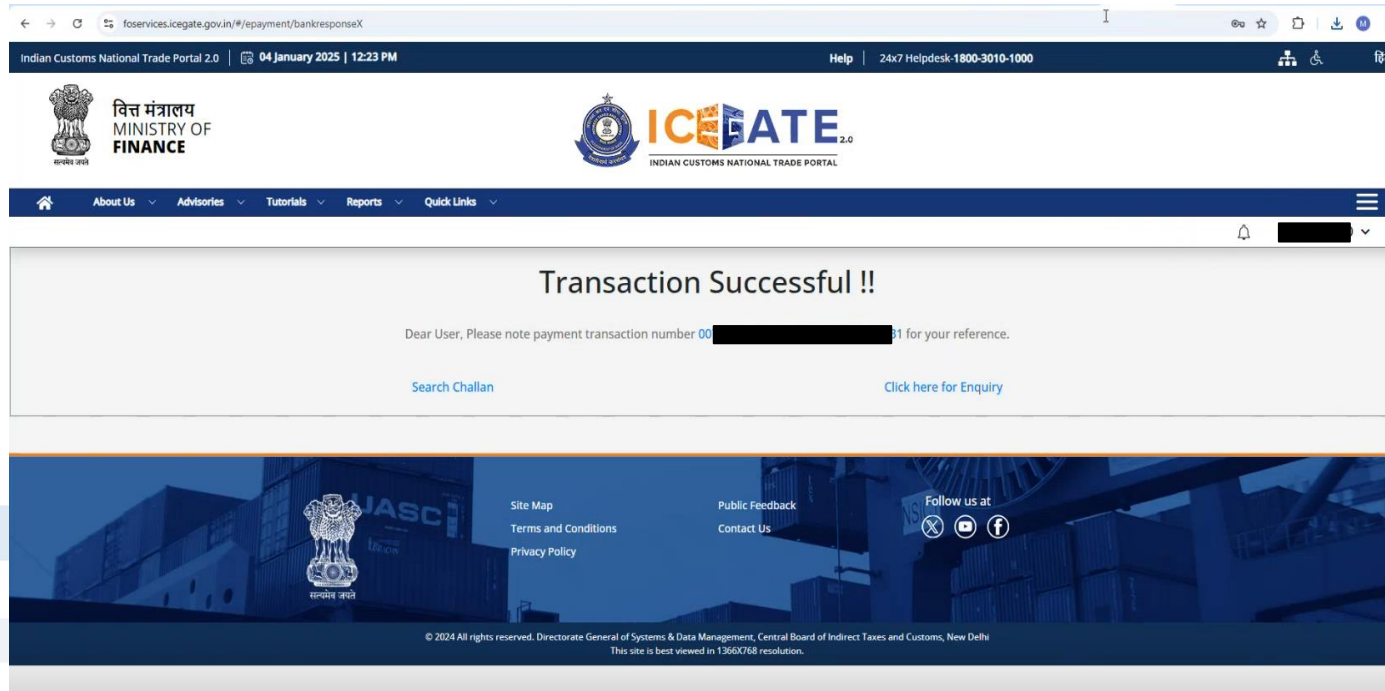 foservices.icegate.gov.in/#/epayment/bankresponseX
M
Indian Customs National Trade Portal 2.0 | 04 January 2025 | 12:23 PM
Help | 24x7 Helpdesk-1800-3010-1000
हि
सत्यमेव जयते
वित्त मंत्रालय
MINISTRY OF
FINANCE
ICEGATE 2.0
INDIAN CUSTOMS NATIONAL TRADE PORTAL
About Us Advisories Tutorials Reports Quick Links
Transaction Successful !!
Dear User, Please note payment transaction number 00 31 for your reference.
Search Challan Click here for Enquiry
UASC
Site Map Public Feedback Follow us at
Terms and Conditions Contact Us
Privacy Policy
सत्यमेव जयते
© 2024 All rights reserved. Directorate General of Systems & Data Management, Central Board of Indirect Taxes and Customs, New Delhi
This site is best viewed in 1366X768 resolution.